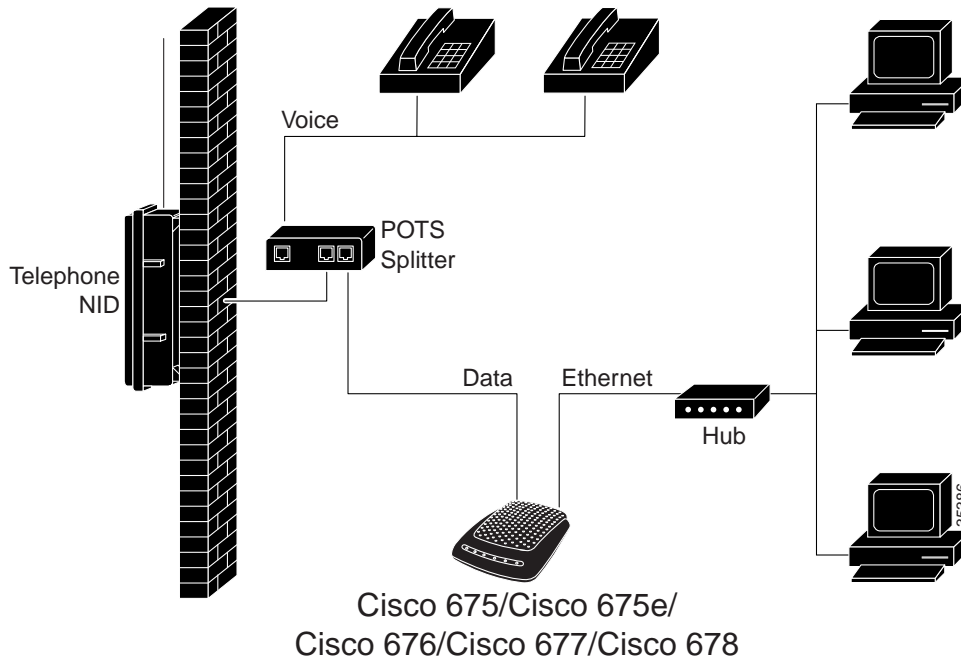 Voice
POTS
Splitter
Telephone
NID
Data
Ethernet
Hub
Cisco 675/Cisco 675e/
Cisco 676/Cisco 677/Cisco 678